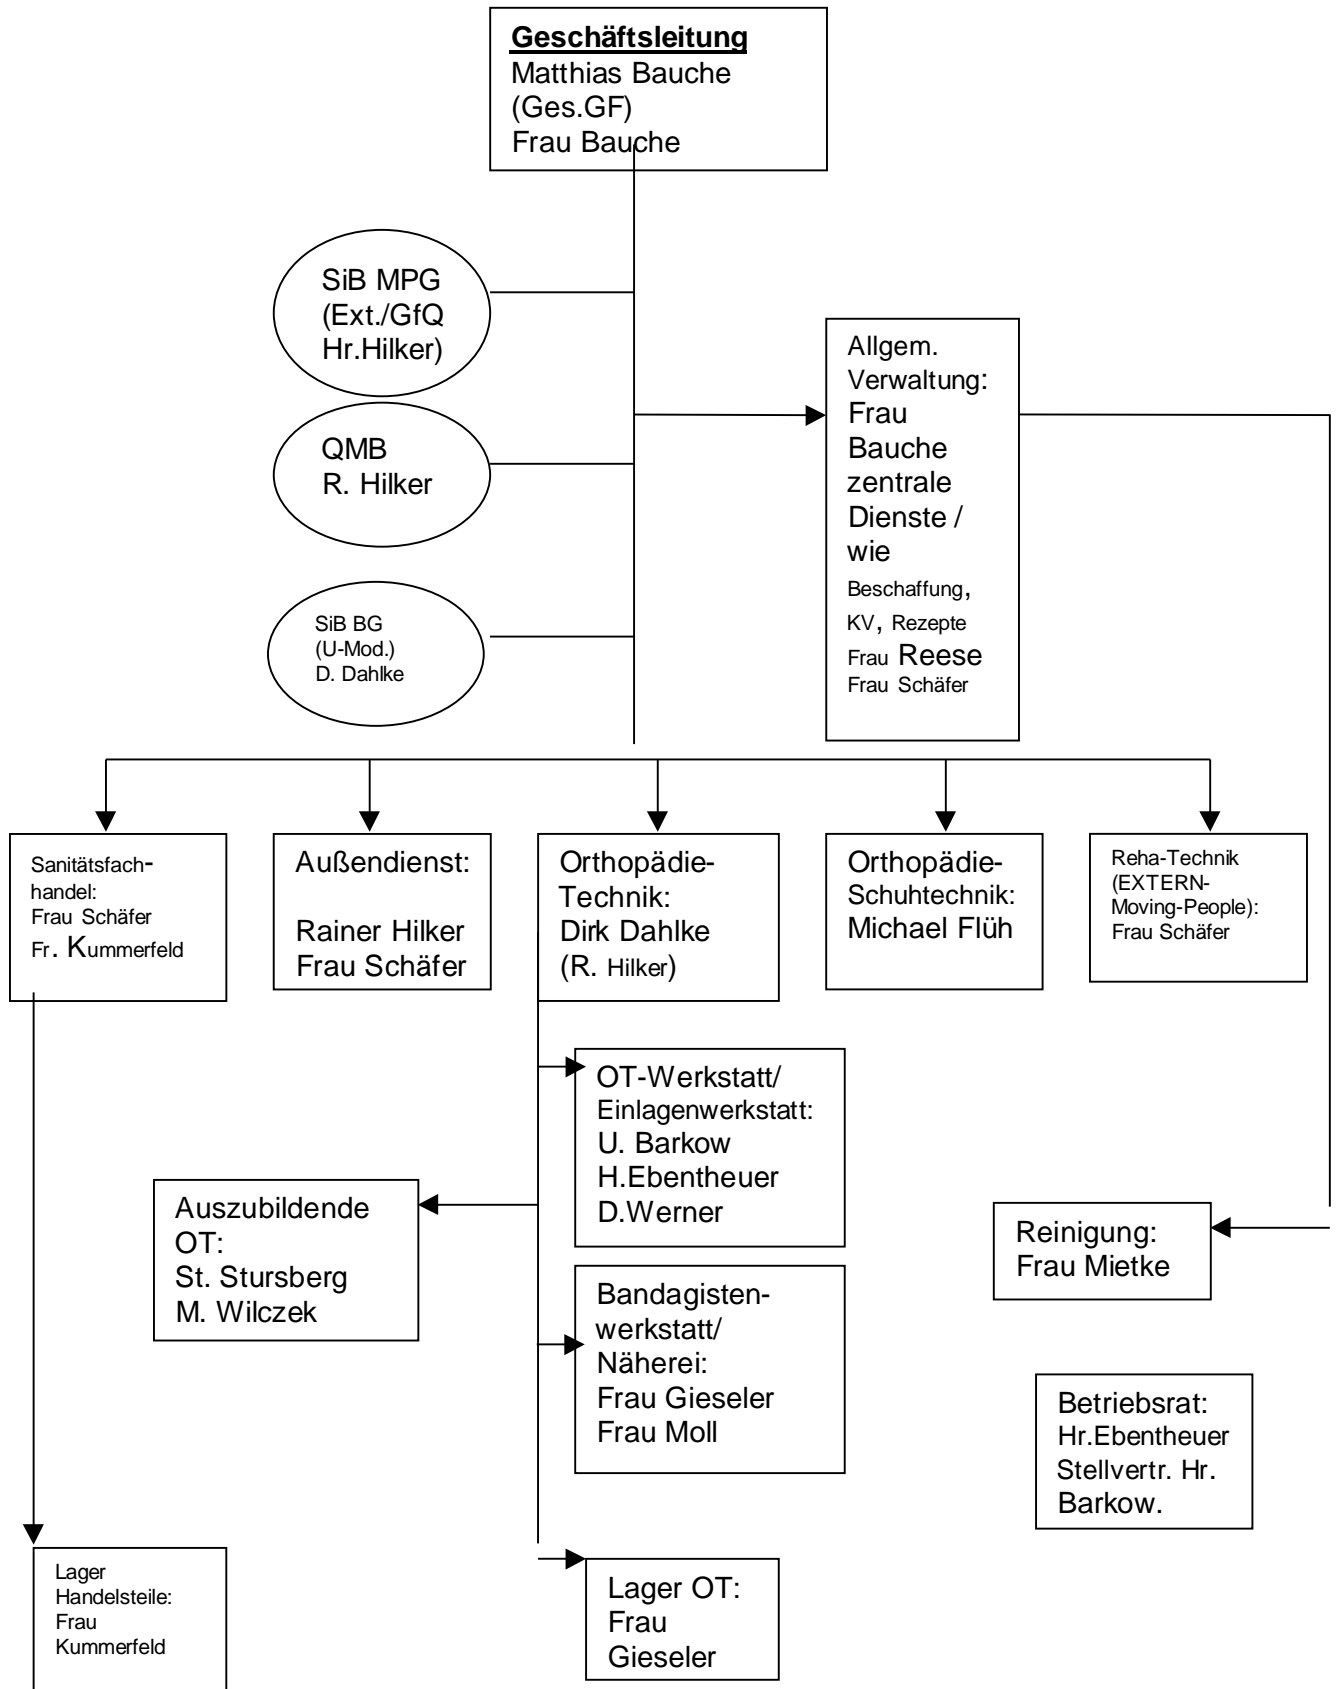 Geschäftsleitung
Matthias Bauche
(Ges.GF)
Frau Bauche
SiB MPG
(Ext./GfQ
Hr.Hilker)
QMB
R. Hilker
SiB BG
(U-Mod.)
D. Dahlke
Allgem.
Verwaltung:
Frau
Bauche
zentrale
Dienste /
wie
Beschaffung,
KV, Rezepte
Frau Reese
Frau Schäfer
Sanitätsfach-
handel:
Frau Schäfer
Fr. Kummerfeld
Außendienst:
Rainer Hilker
Frau Schäfer
Orthopädie-
Technik:
Dirk Dahlke
(R. Hilker)
Orthopädie-
Schuhtechnik:
Michael Flüh
Reha-Technik
(EXTERN-
Moving-People):
Frau Schäfer
OT-Werkstatt/
Einlagenwerkstatt:
U. Barkow
H.Ebentheuer
D.Werner
Auszubildende
OT:
St. Stursberg
M. Wilczek
Reinigung:
Frau Mietke
Bandagisten-
werkstatt/
Näherei:
Frau Gieseler
Frau Moll
Betriebsrat:
Hr.Ebentheuer
Stellvertr. Hr.
Barkow.
Lager
Handelsteile:
Frau
Kummerfeld
Lager OT:
Frau
Gieseler